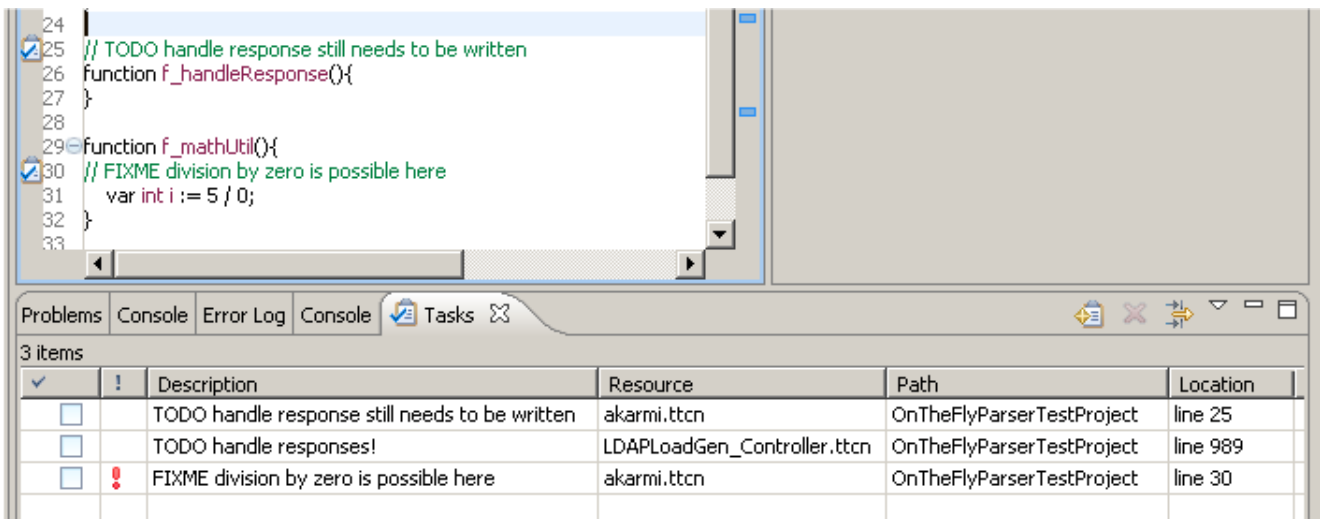 24
25 // TODO handle response still needs to be written
26 function f_handleResponse(){
27 }
28
29 function f_mathUtil(){
30 // FIXME division by zero is possible here
31 var int i := 5 / 0;
32 }
33
Problems Console Error Log Console Tasks
3 items
! Description Resource Path Location
TODO handle response still needs to be written akarmi.ttcn OnTheFlyParserTestProject line 25
TODO handle responses! LDAPLoadGen_Controller.ttcn OnTheFlyParserTestProject line 989
! FIXME division by zero is possible here akarmi.ttcn OnTheFlyParserTestProject line 30